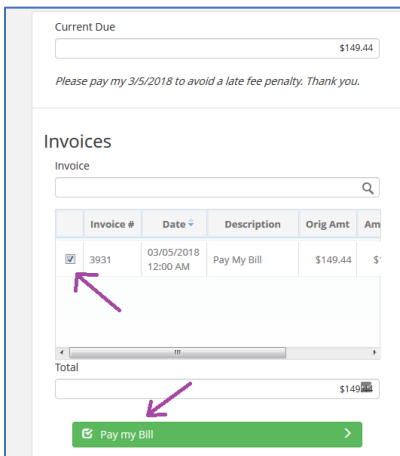 Current Due
$149.44
Please pay my 3/5/2018 to avoid a late fee penalty. Thank you.
Invoices
Invoice
Invoice # Date Description Orig Amt Am
3931 03/05/2018 12:00 AM Pay My Bill $149.44 $
Total
$149
Pay my Bill